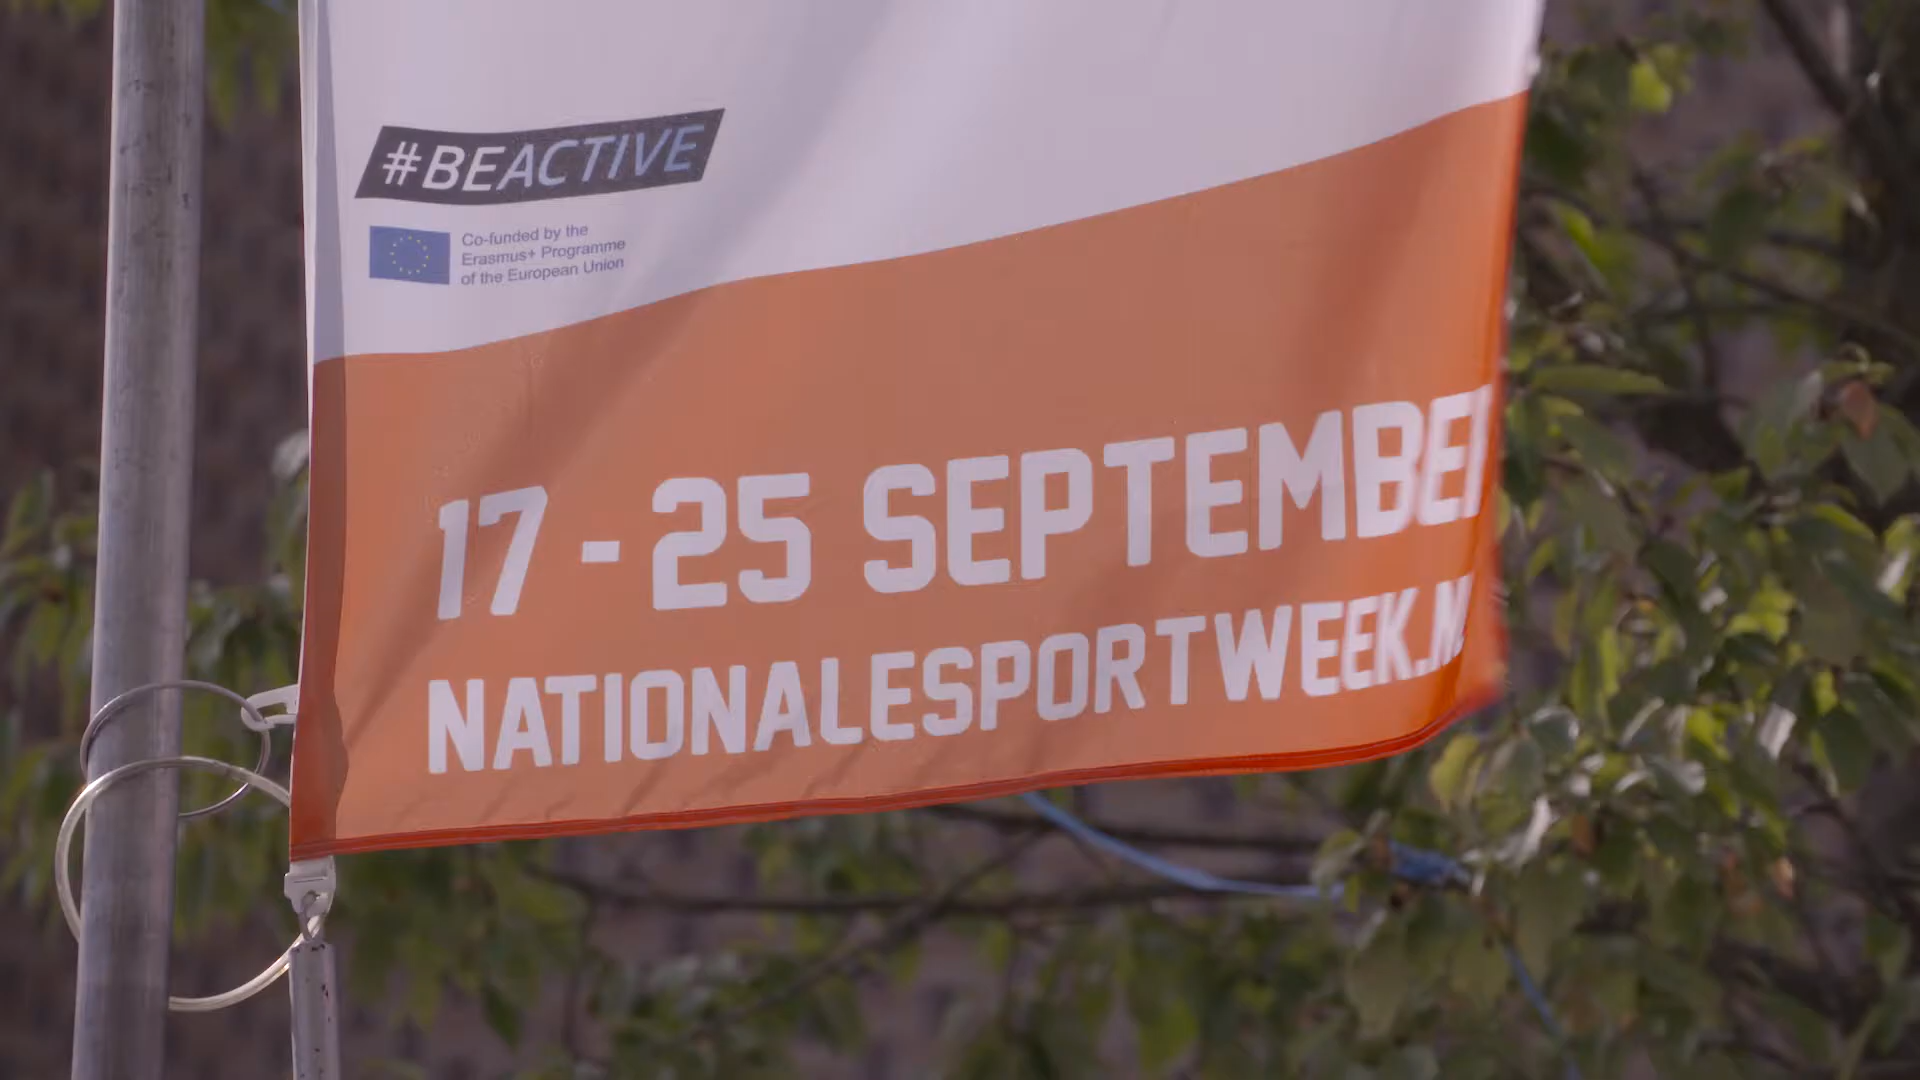 #BEACTIVE
Co-funded by the
Erasmus+ Programme
of the European Union
17 - 25 SEPTEMBER
NATIONALESPORTWEEK.NL